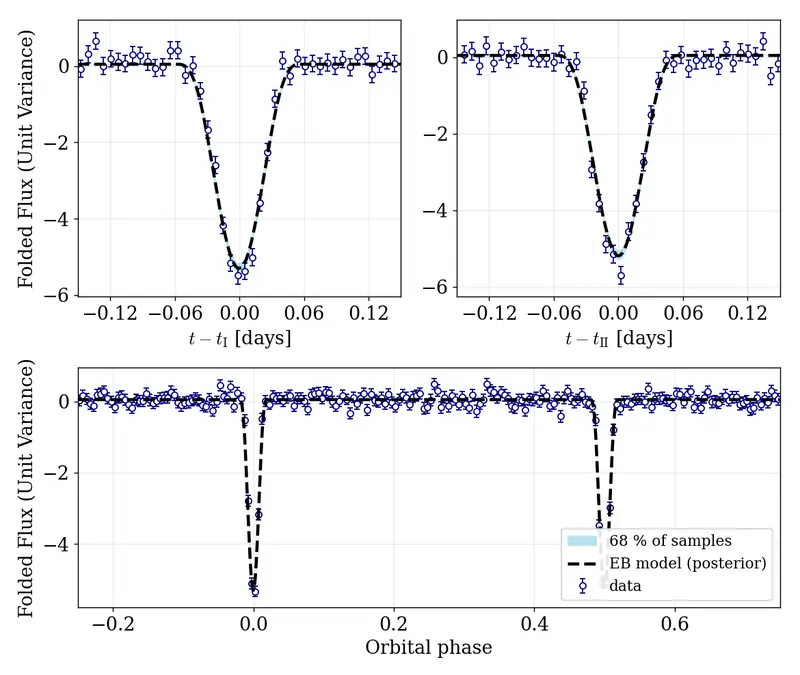 Folded Flux (Unit Variance)
0
−2
−4
−6
−0.12 −0.06 0.00 0.06 0.12
t − tI [days]
0
−2
−4
−6
−0.12 −0.06 0.00 0.06 0.12
t − tII [days]
Folded Flux (Unit Variance)
0
−2
−4
68 % of samples
EB model (posterior)
data
−0.2 0.0 0.2 0.4 0.6
Orbital phase